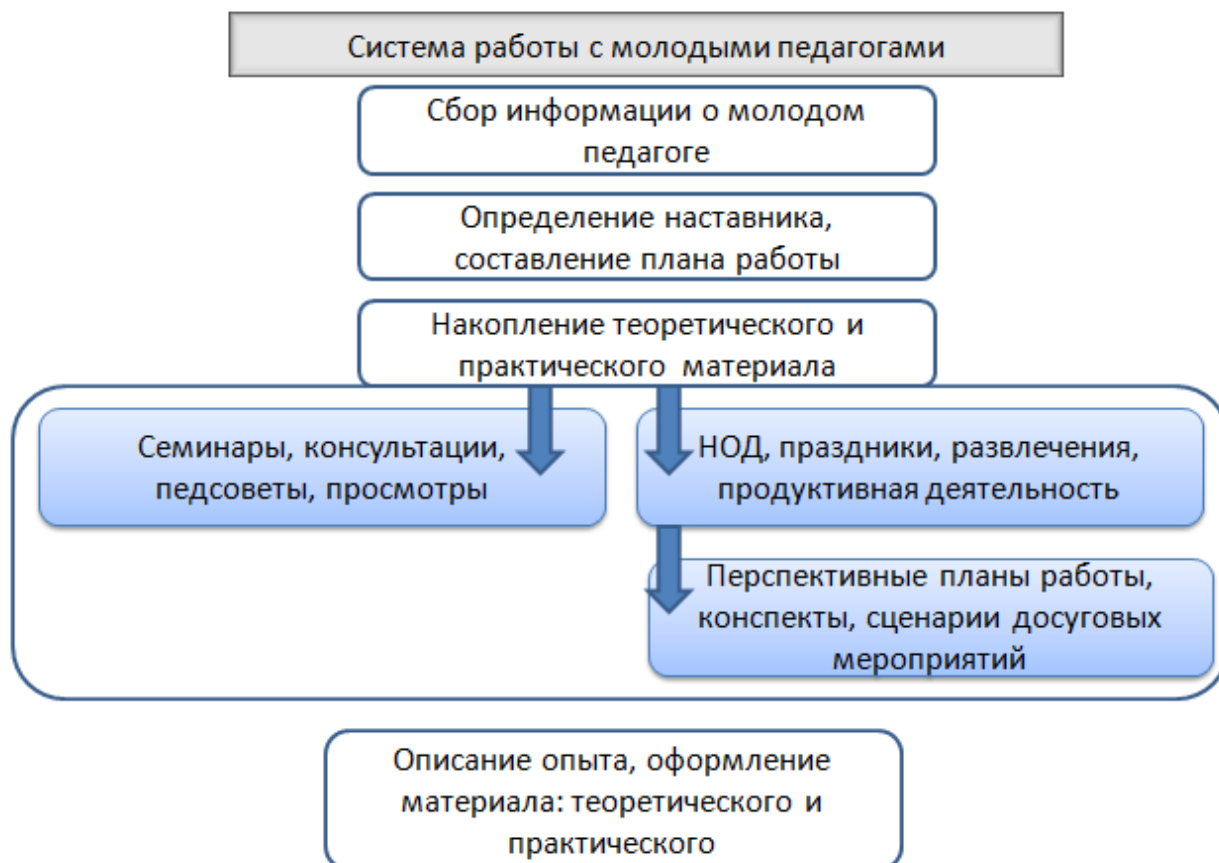 Система работы с молодыми педагогами
Сбор информации о молодом
педагоге
Определение наставника,
составление плана работы
Накопление теоретического и
практического материала
Семинары, консультации,
педсоветы, просмотры
НОД, праздники, развлечения,
продуктивная деятельность
Перспективные планы работы,
конспекты, сценарии досуговых
мероприятий
Описание опыта, оформление
материала: теоретического и
практического